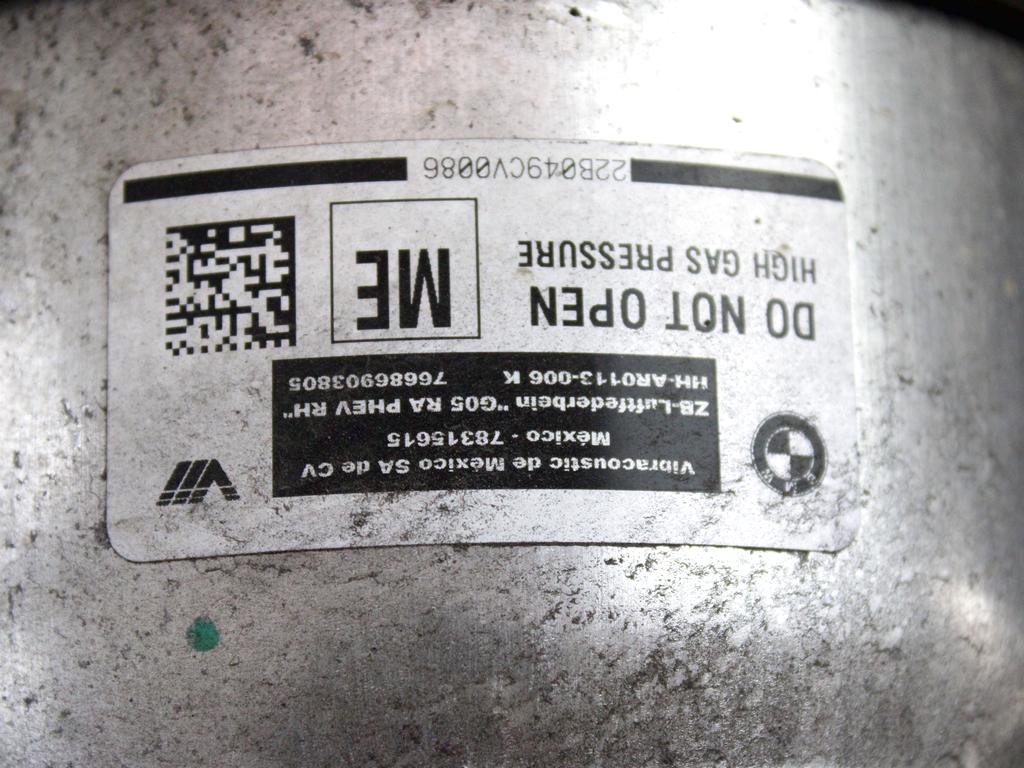 Vibracoustic de México SA de CV
México - 78315615
ZB-Luftfederbein "G05 RA PHEV RH"
HH-AR0113-006 K 76686903805
DO NOT OPEN
HIGH GAS PRESSURE
ME
22B049CV0086